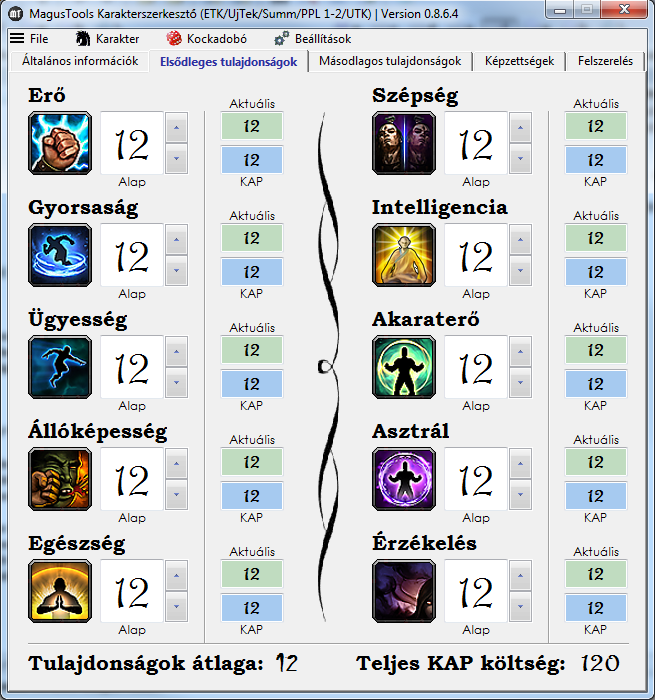 MagusTools Karakterszerkesztő (ETK/UjTek/Summ/PPL 1-2/UTK) | Version 0.8.6.4
File Karakter Kockadobó Beállítások
Általános információk Elsődleges tulajdonságok Másodlagos tulajdonságok Képzettségek Felszerelés
Erő
12
Alap
Aktuális
12
12
KAP
Szépség
12
Alap
Aktuális
12
12
KAP
Gyorsaság
12
Alap
Aktuális
12
12
KAP
Intelligencia
12
Alap
Aktuális
12
12
KAP
Ügyesség
12
Alap
Aktuális
12
12
KAP
Akaraterő
12
Alap
Aktuális
12
12
KAP
Állóképesség
12
Alap
Aktuális
12
12
KAP
Asztrál
12
Alap
Aktuális
12
12
KAP
Egészség
12
Alap
Aktuális
12
12
KAP
Érzékelés
12
Alap
Aktuális
12
12
KAP
Tulajdonságok átlaga: 12
Teljes KAP költség: 120